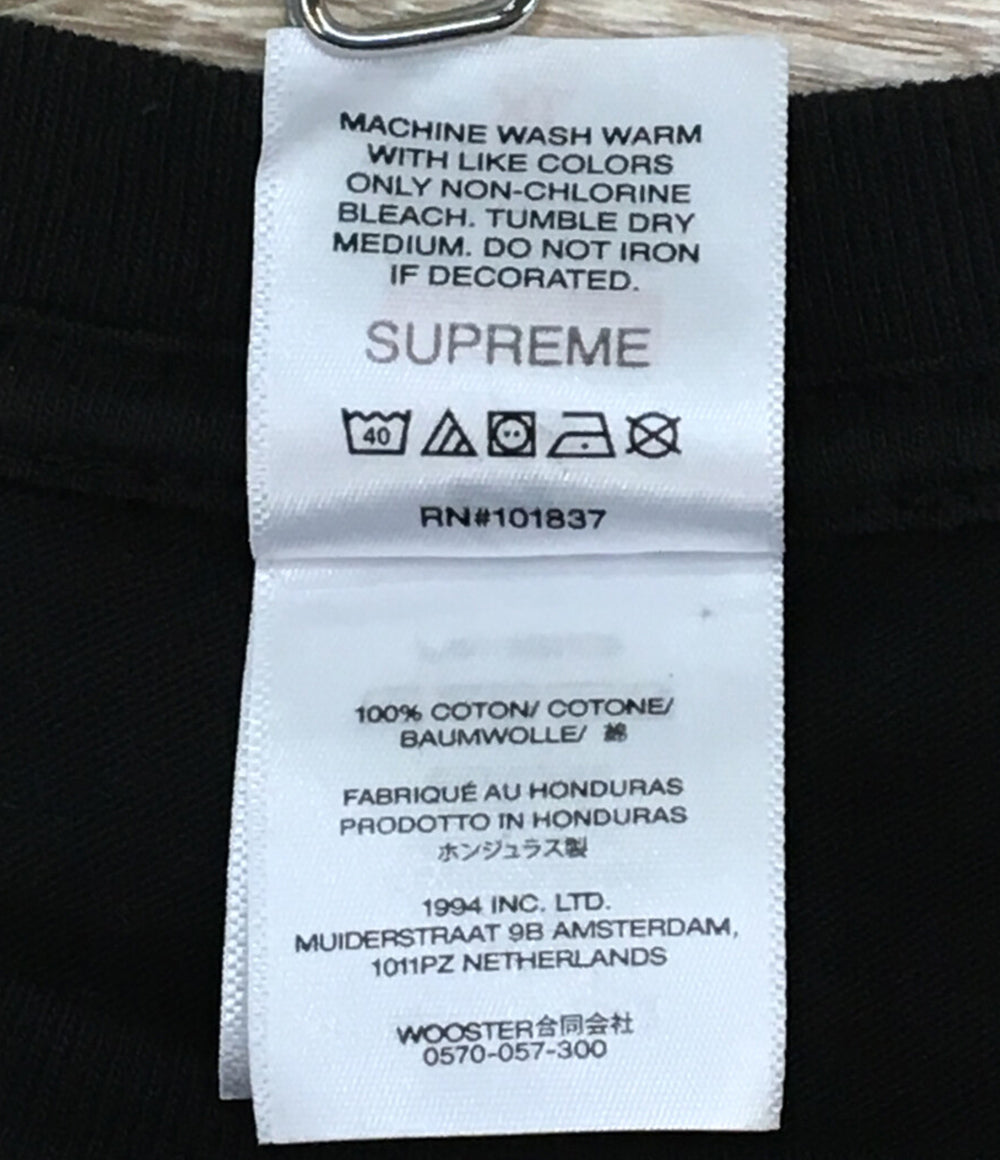 MACHINE WASH WARM
WITH LIKE COLORS
ONLY NON-CHLORINE
BLEACH. TUMBLE DRY
MEDIUM. DO NOT IRON
IF DECORATED.
SUPREME
40
RN#101837
100% COTON/ COTONE/
BAUMWOLLE/ 綿
FABRIQUÉ AU HONDURAS
PRODOTTO IN HONDURAS
ホンジュラス製
1994 INC. LTD.
MUIDERSTRAAT 9B AMSTERDAM,
1011PZ NETHERLANDS
WOOSTER合同会社
0570-057-300